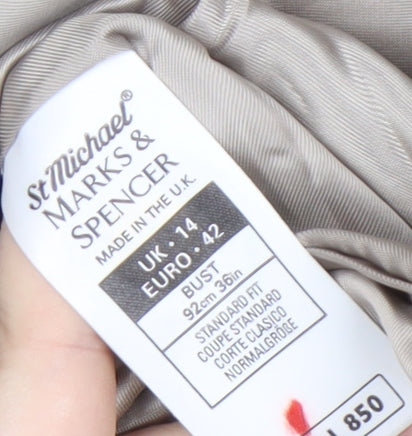 St Michael®
MARKS &
SPENCER
MADE IN THE U.K.
UK · 14
EURO · 42
BUST
92cm 36in
STANDARD FIT
COUPE STANDARD
CORTE CLASICO
NORMALGRÖßE
850